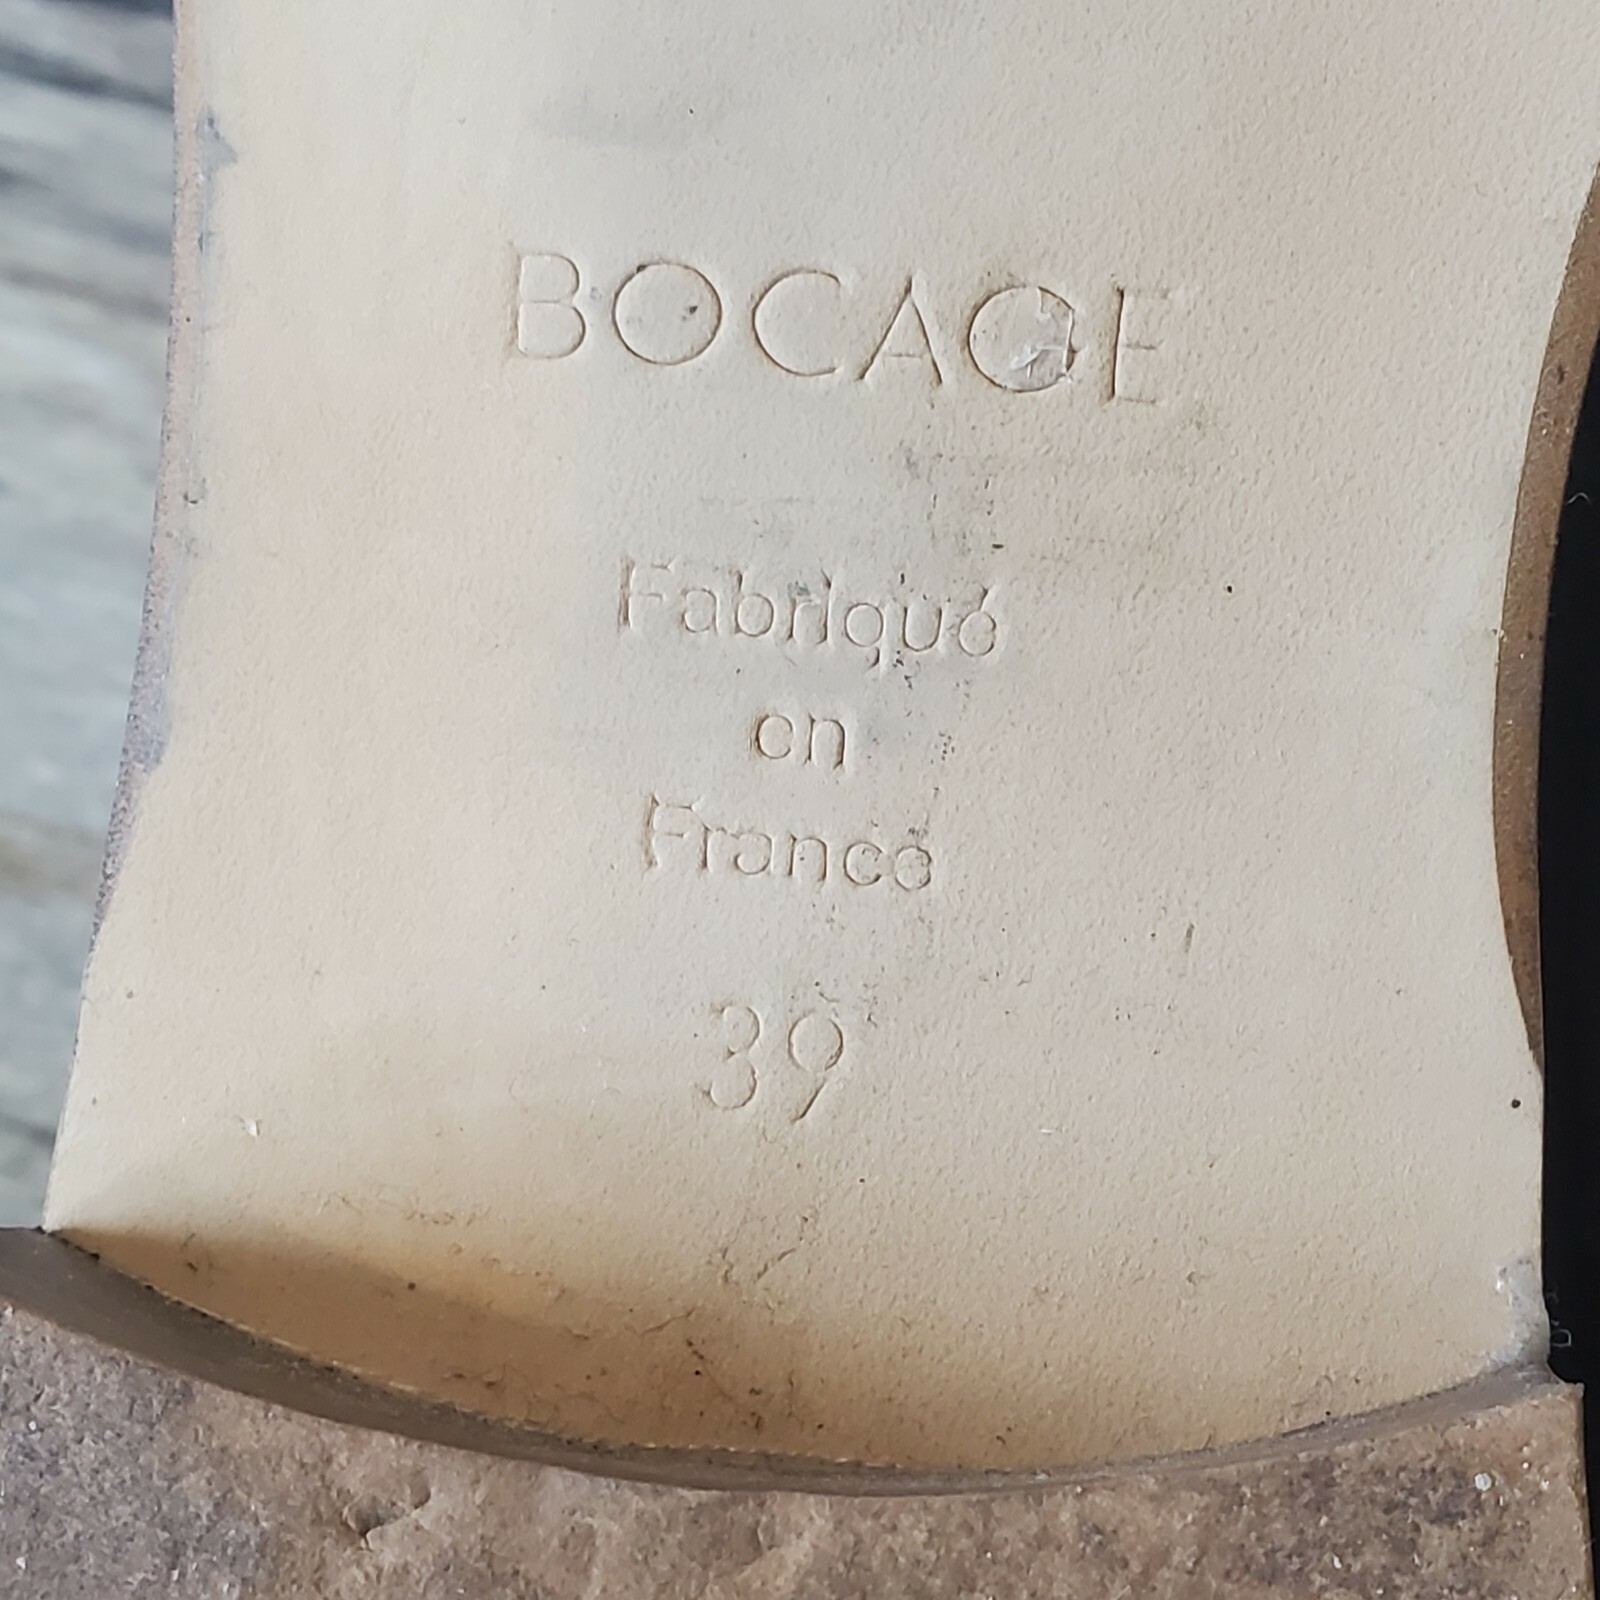 BOCAGE
Fabriqué
en
France
39